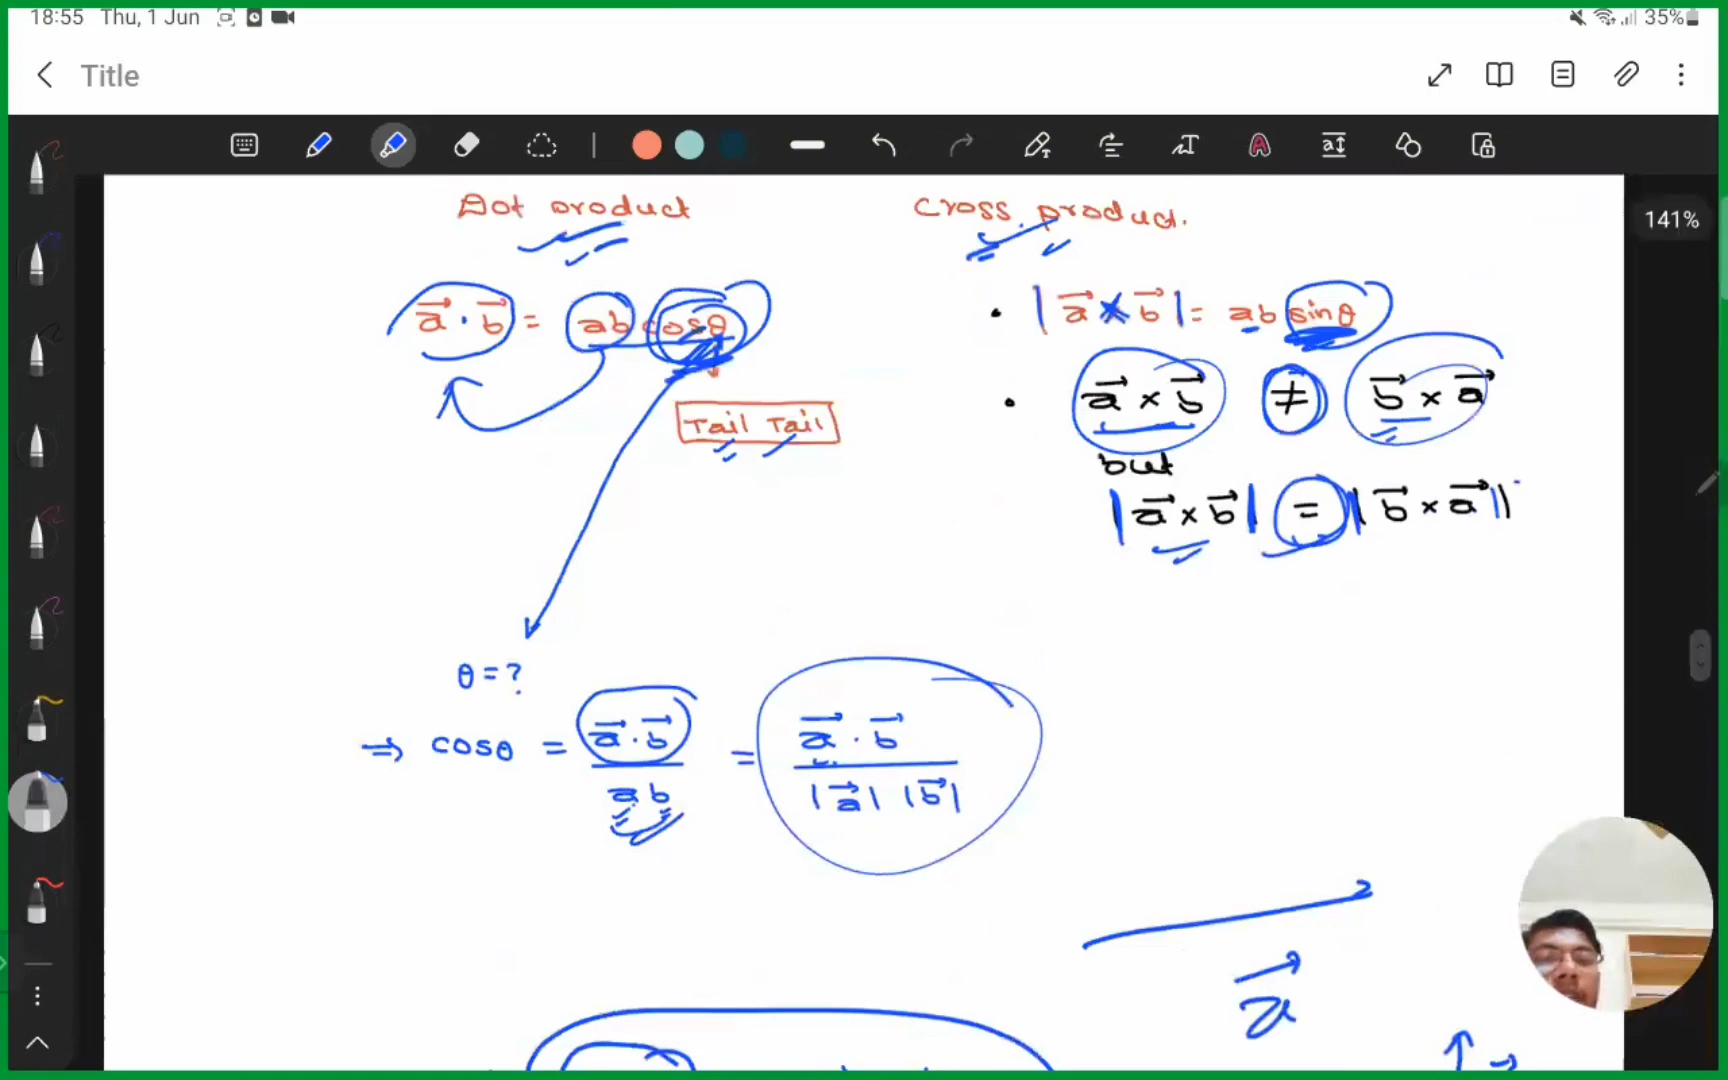 18:55 Thu, 1 Jun
35%
Title
141%
Dot product
Cross product.
a⃗ · b⃗ = ab cosθ
|a⃗ × b⃗| = ab sinθ
Tail Tail
a⃗ × b⃗ ≠ b⃗ × a⃗
but
|a⃗ × b⃗| = |b⃗ × a⃗||
θ = ?
⇒ cosθ = a⃗ · b⃗ / ab = a⃗ · b⃗ / |a⃗| |b⃗|
a⃗